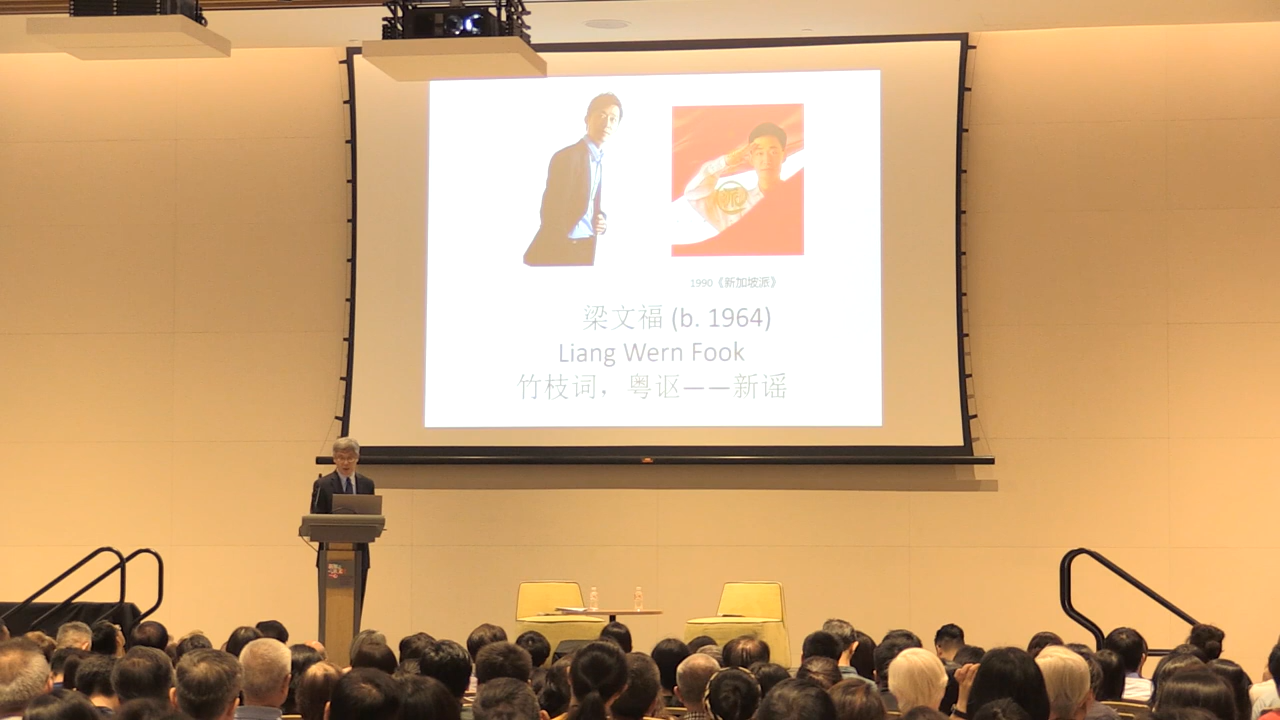 派
1990《新加坡派》
梁文福 (b. 1964)
Liang Wern Fook
竹枝词，粤讴——新谣